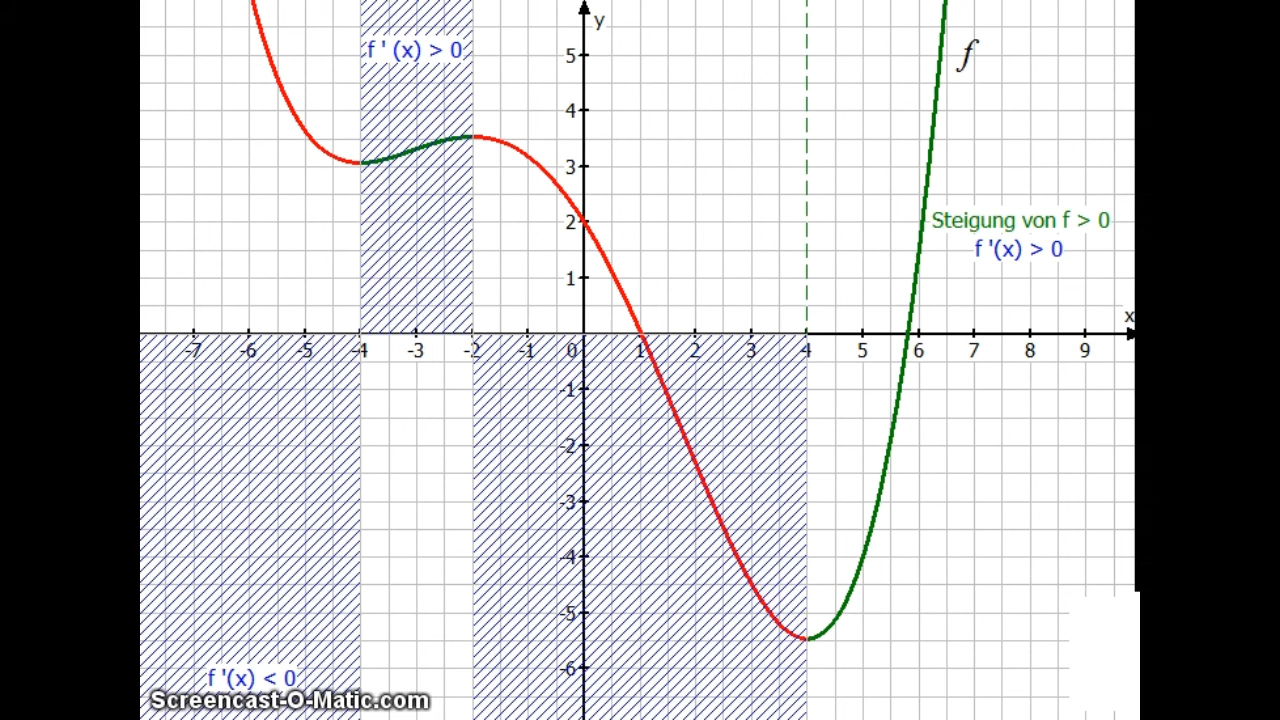 y
f ' (x) > 0
5
f
4
3
Steigung von f > 0
2
f '(x) > 0
1
x
-7 -6 -5 -4 -3 -2 -1 0 1 2 3 4 5 6 7 8 9
-1
-2
-3
-4
-5
-6
f '(x) < 0
Screencast-O-Matic.com